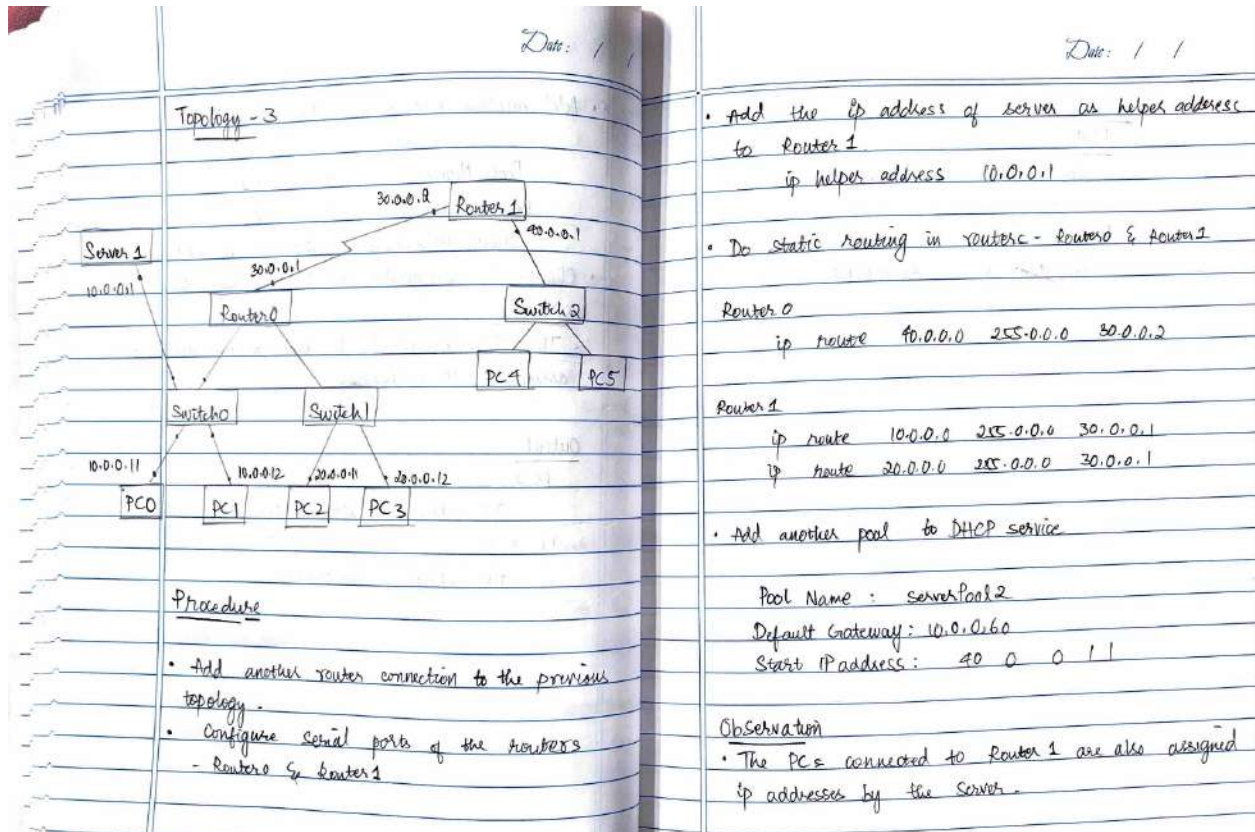 Date: / /
Topology - 3
30.0.0.2
Router 1
40.0.0.1
Server 1
10.0.0.1
30.0.0.1
Router0
Switch 2
PC4
PC5
Switch0
Switch1
10.0.0.11
10.0.0.12
20.0.0.11
20.0.0.12
PC0
PC1
PC2
PC3
Procedure
• Add another router connection to the previous
topology.
• Configure serial ports of the routers
- Router0 & Router1
Date: / /
• Add the ip address of server as helper address
to Router 1
ip helper address 10.0.0.1
• Do static routing in routers - Router0 & Router1
Router 0
ip route 40.0.0.0 255.0.0.0 30.0.0.2
Router 1
ip route 10.0.0.0 255.0.0.0 30.0.0.1
ip route 20.0.0.0 255.0.0.0 30.0.0.1
• Add another pool to DHCP service
Pool Name : serverPool2
Default Gateway : 10.0.0.60
Start IP address : 40 0 0 11
Observation
• The PCs connected to Router 1 are also assigned
ip addresses by the Server.